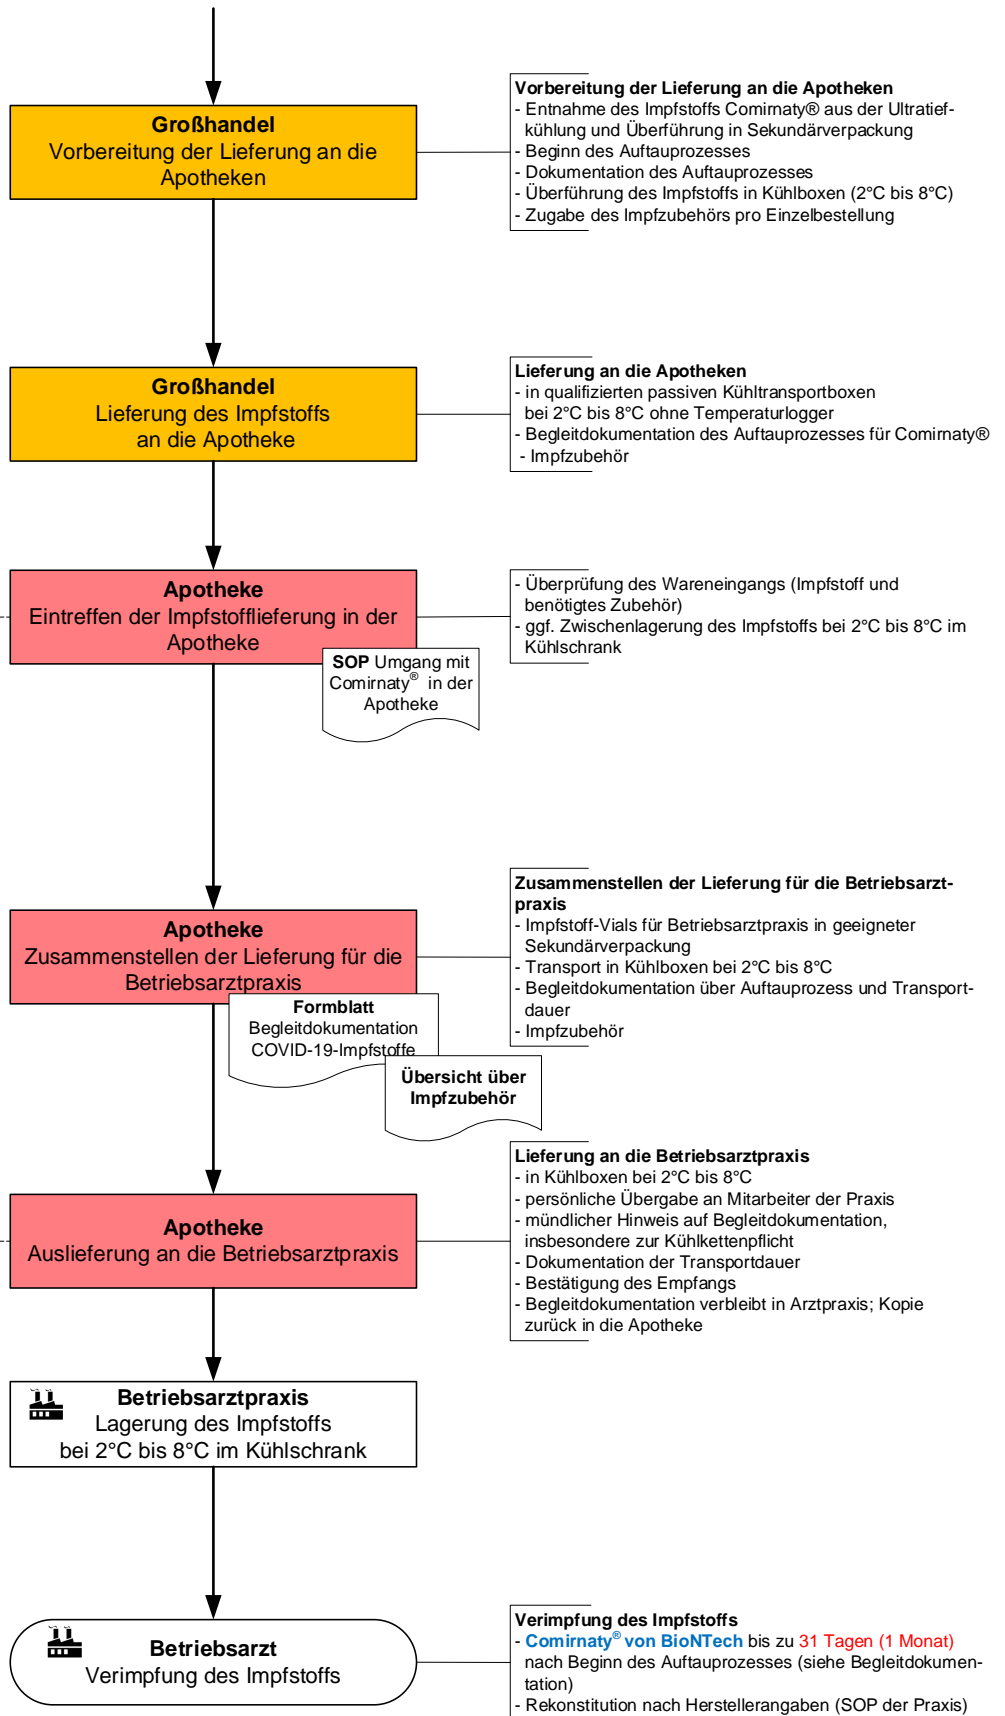 Großhandel
Vorbereitung der Lieferung an die
Apotheken
Vorbereitung der Lieferung an die Apotheken
- Entnahme des Impfstoffs Comirnaty® aus der Ultratief-
kühlung und Überführung in Sekundärverpackung
- Beginn des Auftauprozesses
- Dokumentation des Auftauprozesses
- Überführung des Impfstoffs in Kühlboxen (2°C bis 8°C)
- Zugabe des Impfzubehörs pro Einzelbestellung
Großhandel
Lieferung des Impfstoffs
an die Apotheke
Lieferung an die Apotheken
- in qualifizierten passiven Kühltransportboxen
bei 2°C bis 8°C ohne Temperaturlogger
- Begleitdokumentation des Auftauprozesses für Comirnaty®
- Impfzubehör
Apotheke
Eintreffen der Impfstofflieferung in der
Apotheke
- Überprüfung des Wareneingangs (Impfstoff und
benötigtes Zubehör)
- ggf. Zwischenlagerung des Impfstoffs bei 2°C bis 8°C im
Kühlschrank
SOP Umgang mit
Comirnaty® in der
Apotheke
Apotheke
Zusammenstellen der Lieferung für die
Betriebsarztpraxis
Zusammenstellen der Lieferung für die Betriebsarzt-
praxis
- Impfstoff-Vials für Betriebsarztpraxis in geeigneter
Sekundärverpackung
- Transport in Kühlboxen bei 2°C bis 8°C
- Begleitdokumentation über Auftauprozess und Transport-
dauer
- Impfzubehör
Formblatt
Begleitdokumentation
COVID-19-Impfstoffe
Übersicht über
Impfzubehör
Apotheke
Auslieferung an die Betriebsarztpraxis
Lieferung an die Betriebsarztpraxis
- in Kühlboxen bei 2°C bis 8°C
- persönliche Übergabe an Mitarbeiter der Praxis
- mündlicher Hinweis auf Begleitdokumentation,
insbesondere zur Kühlkettenpflicht
- Dokumentation der Transportdauer
- Bestätigung des Empfangs
- Begleitdokumentation verbleibt in Arztpraxis; Kopie
zurück in die Apotheke
Betriebsarztpraxis
Lagerung des Impfstoffs
bei 2°C bis 8°C im Kühlschrank
Betriebsarzt
Verimpfung des Impfstoffs
Verimpfung des Impfstoffs
- Comirnaty® von BioNTech bis zu 31 Tagen (1 Monat)
nach Beginn des Auftauprozesses (siehe Begleitdokumen-
tation)
- Rekonstitution nach Herstellerangaben (SOP der Praxis)